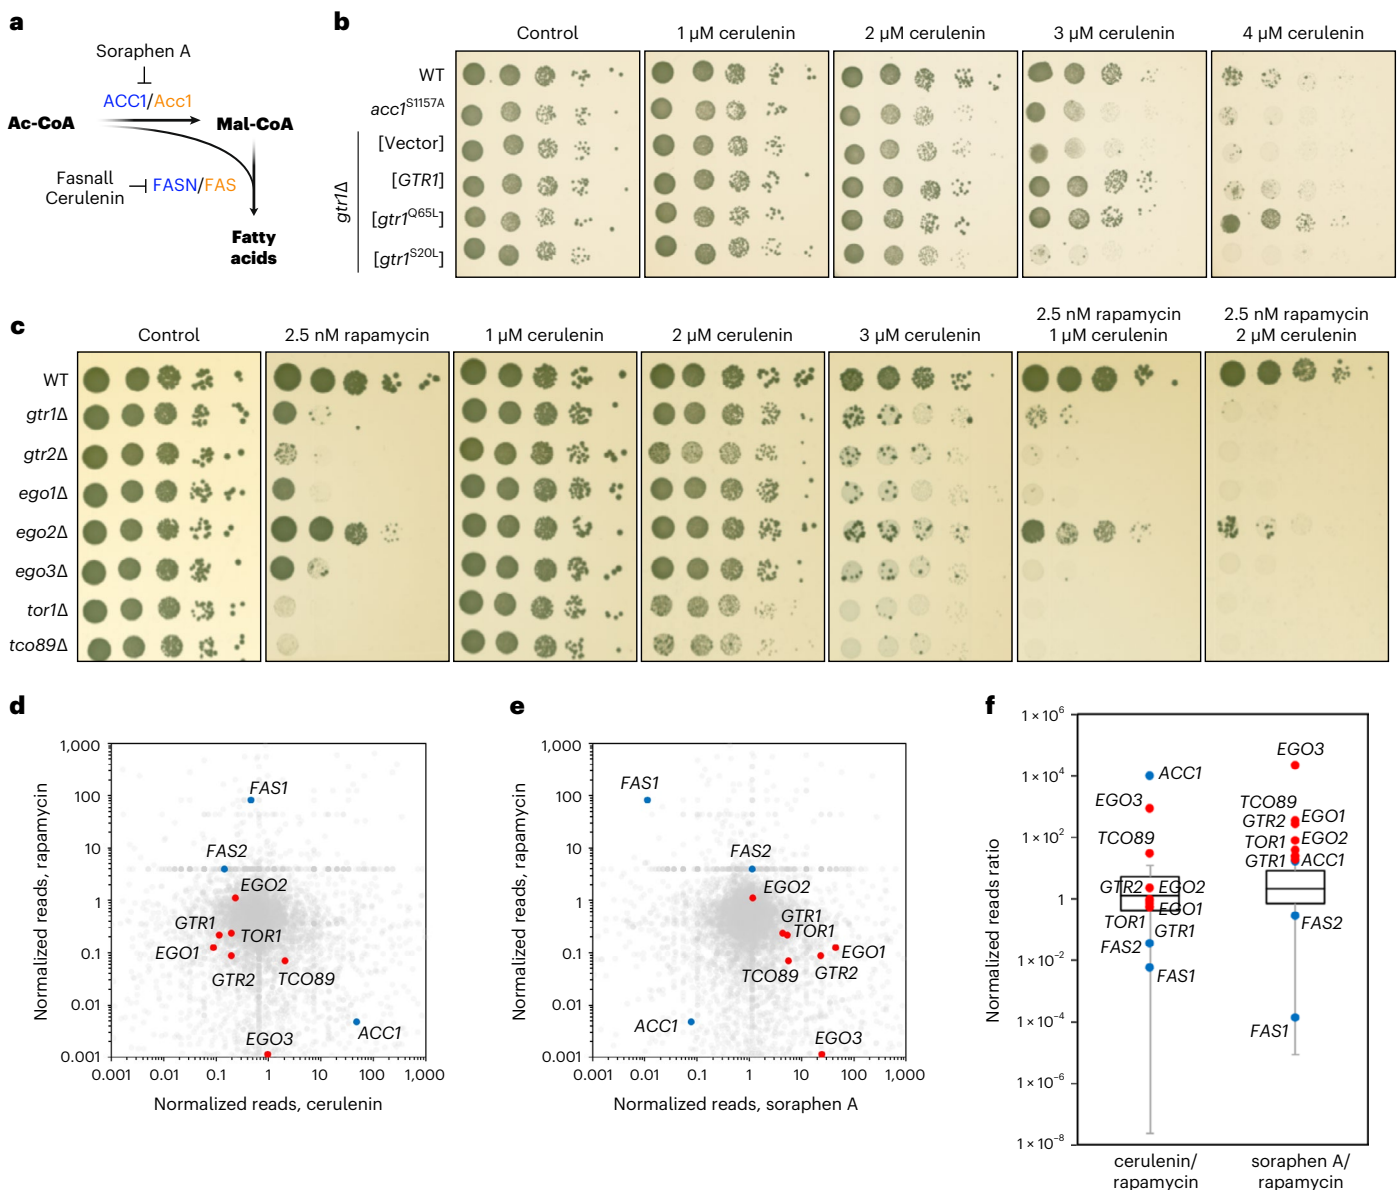 a
Soraphen A
ACC1/Acc1
Ac-CoA
Mal-CoA
Fasnall
Cerulenin
FASN/FAS
Fatty
acids
b
Control
1 µM cerulenin
2 µM cerulenin
3 µM cerulenin
4 µM cerulenin
WT
acc1S1157A
gtr1Δ
[Vector]
[GTR1]
[gtr1Q65L]
[gtr1S20L]
c
Control
2.5 nM rapamycin
1 µM cerulenin
2 µM cerulenin
3 µM cerulenin
2.5 nM rapamycin
1 µM cerulenin
2.5 nM rapamycin
2 µM cerulenin
WT
gtr1Δ
gtr2Δ
ego1Δ
ego2Δ
ego3Δ
tor1Δ
tco89Δ
d
Normalized reads, rapamycin
1,000
100
10
1
0.1
0.01
0.001
FAS1
FAS2
EGO2
GTR1
TOR1
EGO1
GTR2
TCO89
ACC1
EGO3
0.001 0.01 0.1 1 10 100 1,000
Normalized reads, cerulenin
e
Normalized reads, rapamycin
1,000
100
10
1
0.1
0.01
0.001
FAS1
FAS2
EGO2
GTR1
TOR1
EGO1
TCO89
GTR2
ACC1
EGO3
0.001 0.01 0.1 1 10 100 1,000
Normalized reads, soraphen A
f
Normalized reads ratio
1 × 10^6
1 × 10^4
1 × 10^2
1
1 × 10^-2
1 × 10^-4
1 × 10^-6
1 × 10^-8
ACC1
EGO3
TCO89
GTR2
EGO2
EGO1
TOR1
GTR1
FAS2
FAS1
EGO3
TCO89
EGO1
GTR2
EGO2
TOR1
ACC1
GTR1
FAS2
FAS1
cerulenin/
rapamycin
soraphen A/
rapamycin